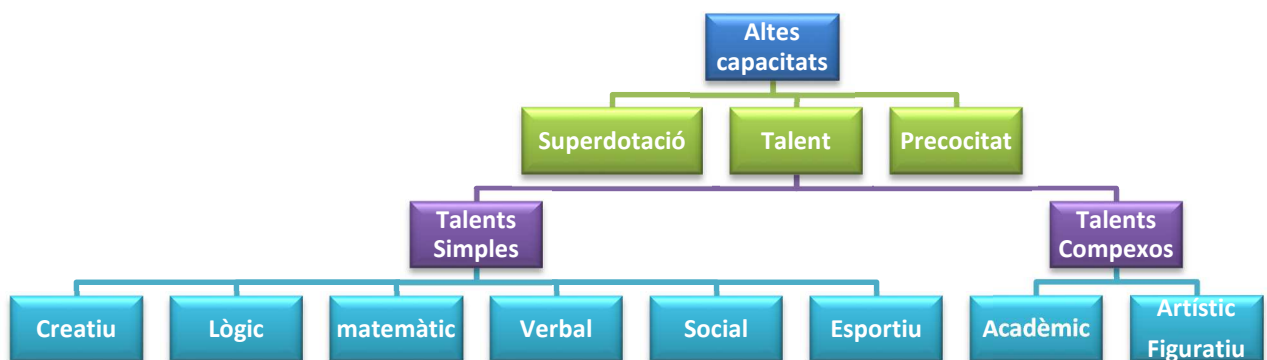 Altes
capacitats
Superdotació
Talent
Precocitat
Talents
Simples
Talents
Compexos
Creatiu
Lògic
matemàtic
Verbal
Social
Esportiu
Acadèmic
Artístic
Figuratiu